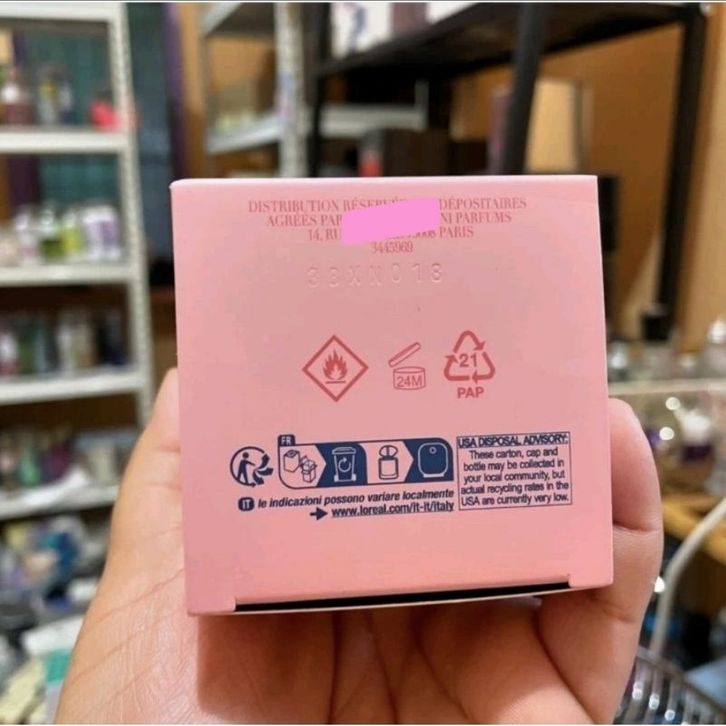 DISTRIBUTION DÉPOSITAIRES
AGRÉÉS PAR NI PARFUMS
14, RU PARIS
3445969
38XN018
24M
21
PAP
FR
USA DISPOSAL ADVISORY:
These carton, cap and
bottle may be collected in
your local community, but
actual recycling rates in the
USA are currently very low.
IT le indicazioni possono variare localmente
www.loreal.com/it-it/italy